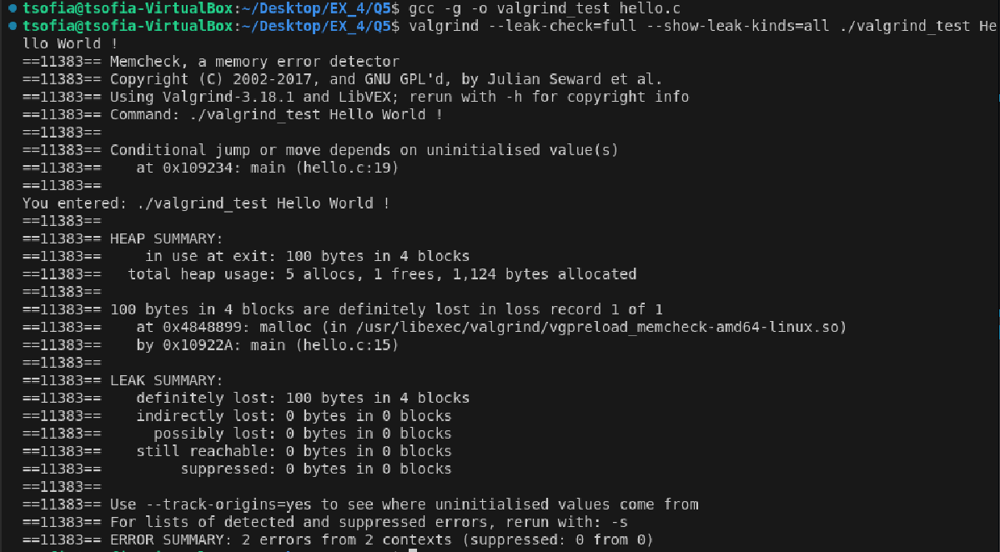 tsofia@tsofia-VirtualBox:~/Desktop/EX_4/Q5$ gcc -g -o valgrind_test hello.c
tsofia@tsofia-VirtualBox:~/Desktop/EX_4/Q5$ valgrind --leak-check=full --show-leak-kinds=all ./valgrind_test He
llo World !
==11383== Memcheck, a memory error detector
==11383== Copyright (C) 2002-2017, and GNU GPL'd, by Julian Seward et al.
==11383== Using Valgrind-3.18.1 and LibVEX; rerun with -h for copyright info
==11383== Command: ./valgrind_test Hello World !
==11383==
==11383== Conditional jump or move depends on uninitialised value(s)
==11383==    at 0x109234: main (hello.c:19)
==11383==
You entered: ./valgrind_test Hello World !
==11383==
==11383== HEAP SUMMARY:
==11383==     in use at exit: 100 bytes in 4 blocks
==11383==   total heap usage: 5 allocs, 1 frees, 1,124 bytes allocated
==11383==
==11383== 100 bytes in 4 blocks are definitely lost in loss record 1 of 1
==11383==    at 0x4848899: malloc (in /usr/libexec/valgrind/vgpreload_memcheck-amd64-linux.so)
==11383==    by 0x10922A: main (hello.c:15)
==11383==
==11383== LEAK SUMMARY:
==11383==    definitely lost: 100 bytes in 4 blocks
==11383==    indirectly lost: 0 bytes in 0 blocks
==11383==      possibly lost: 0 bytes in 0 blocks
==11383==    still reachable: 0 bytes in 0 blocks
==11383==         suppressed: 0 bytes in 0 blocks
==11383==
==11383== Use --track-origins=yes to see where uninitialised values come from
==11383== For lists of detected and suppressed errors, rerun with: -s
==11383== ERROR SUMMARY: 2 errors from 2 contexts (suppressed: 0 from 0)